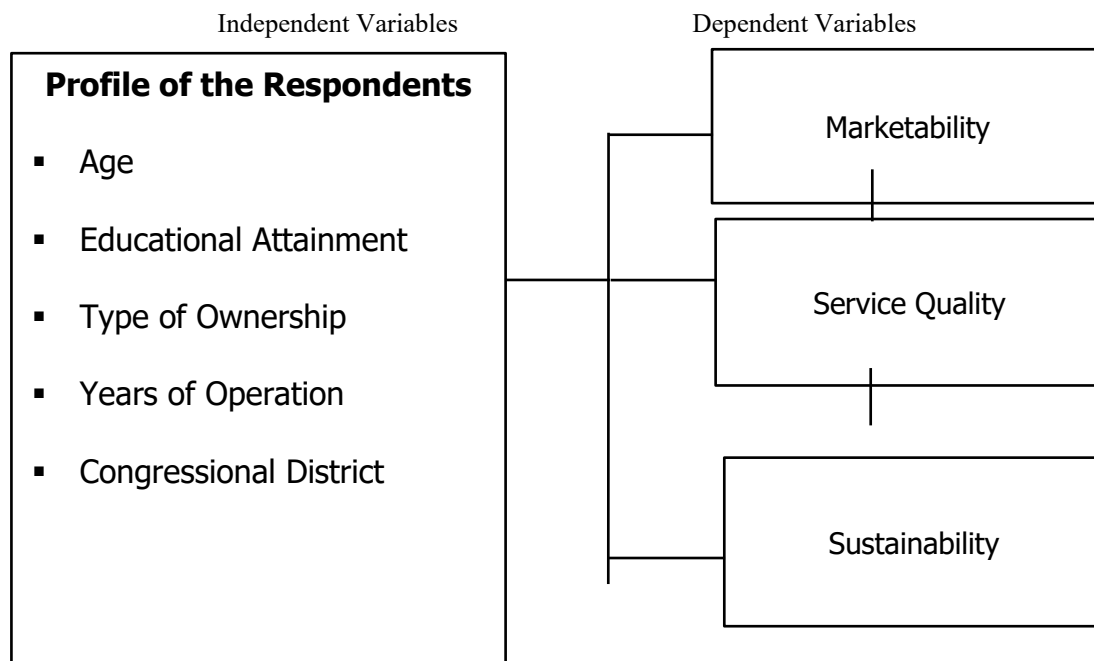 Independent Variables
Dependent Variables
Profile of the Respondents
▪ Age
▪ Educational Attainment
▪ Type of Ownership
▪ Years of Operation
▪ Congressional District
Marketability
Service Quality
Sustainability